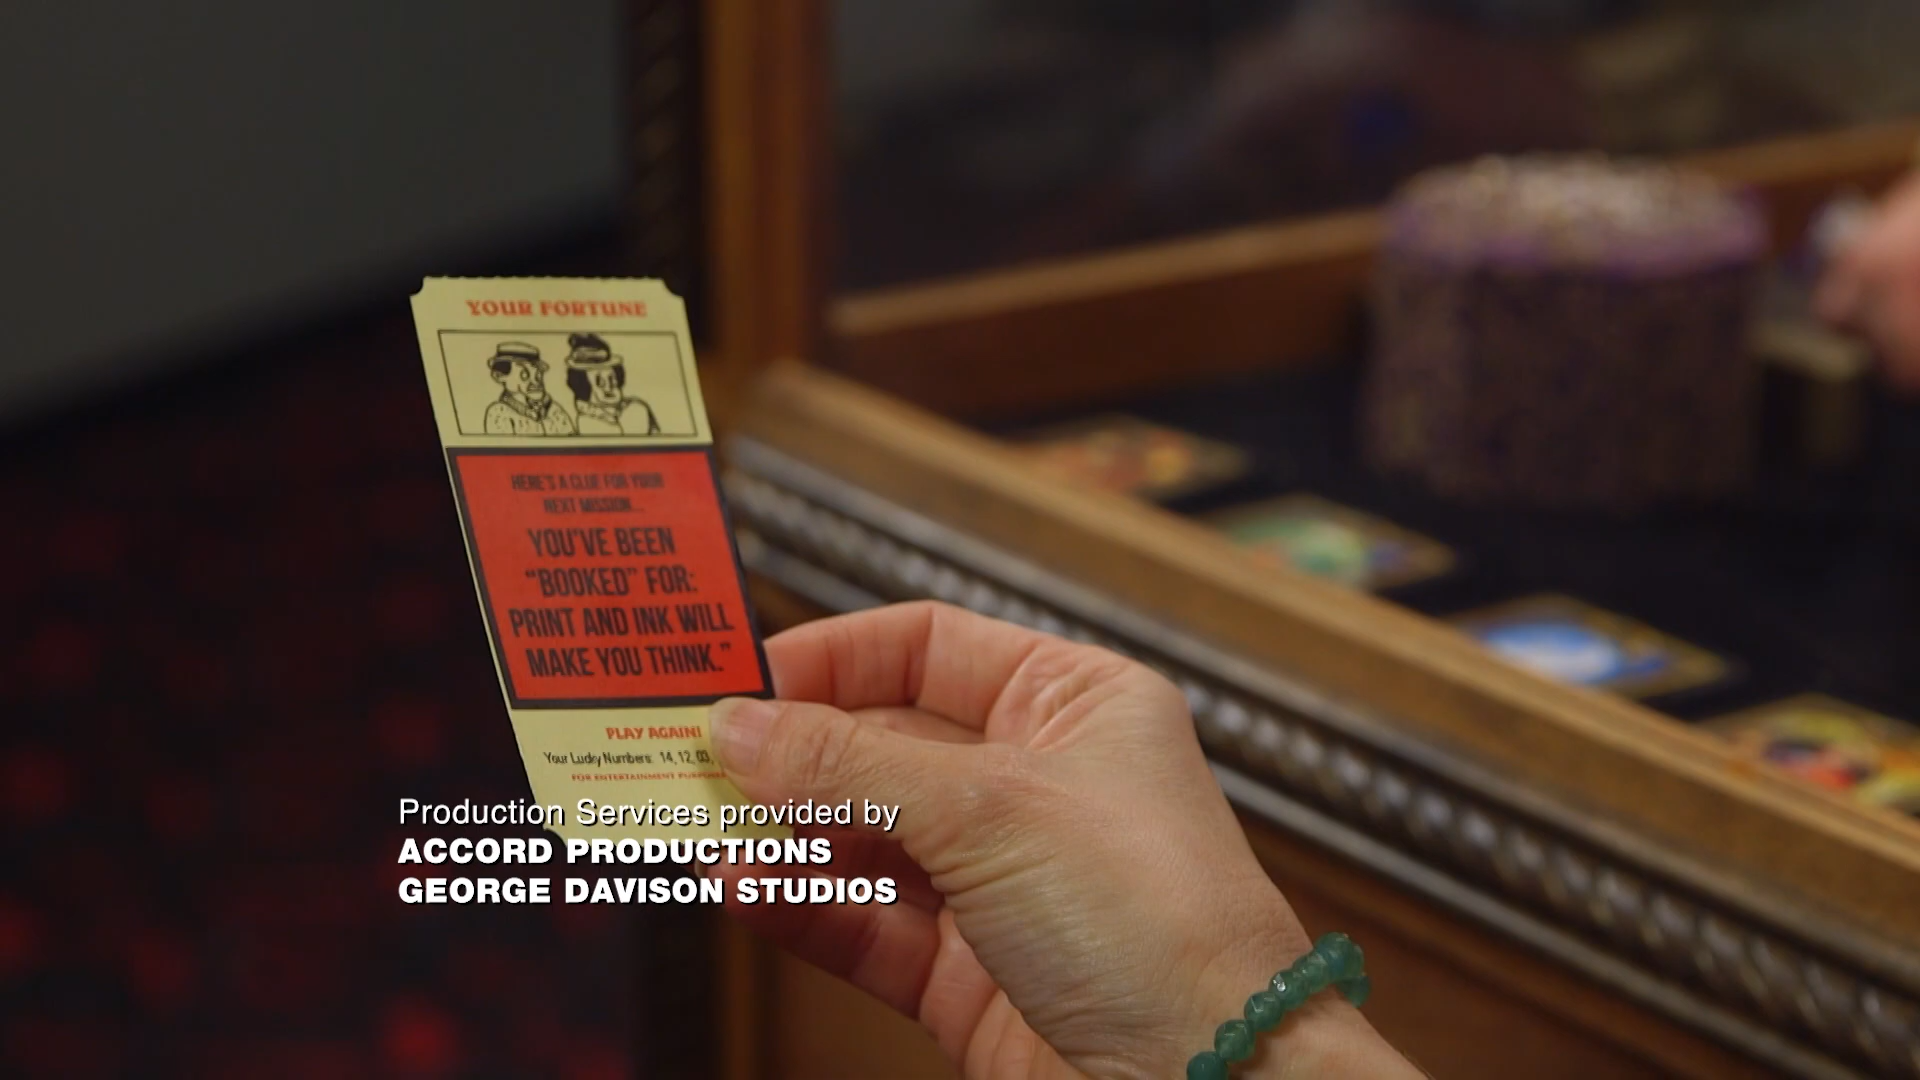 YOUR FORTUNE
HERE'S A CLUE FOR YOUR
NEXT MISSION...
YOU'VE BEEN
"BOOKED" FOR:
PRINT AND INK WILL
MAKE YOU THINK."
PLAY AGAIN!
Your Lucky Numbers: 14, 12, 03,
FOR ENTERTAINMENT PURPOSES
Production Services provided by
ACCORD PRODUCTIONS
GEORGE DAVISON STUDIOS